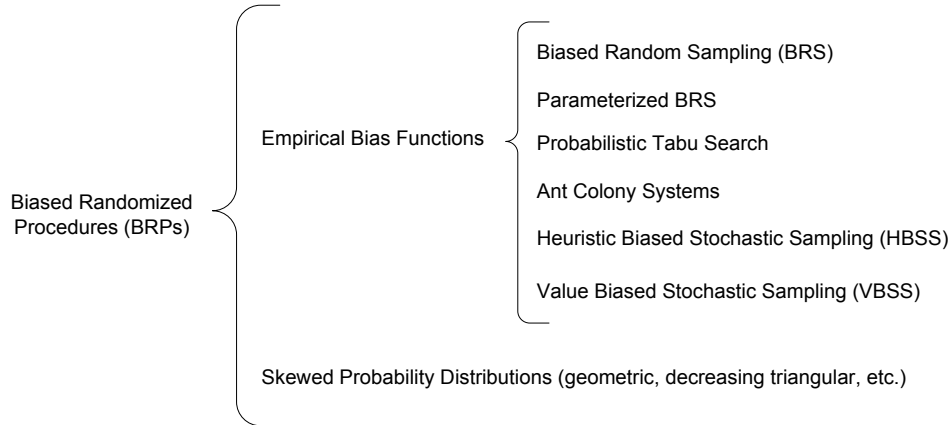 Biased Randomized
Procedures (BRPs)
Empirical Bias Functions
Biased Random Sampling (BRS)
Parameterized BRS
Probabilistic Tabu Search
Ant Colony Systems
Heuristic Biased Stochastic Sampling (HBSS)
Value Biased Stochastic Sampling (VBSS)
Skewed Probability Distributions (geometric, decreasing triangular, etc.)